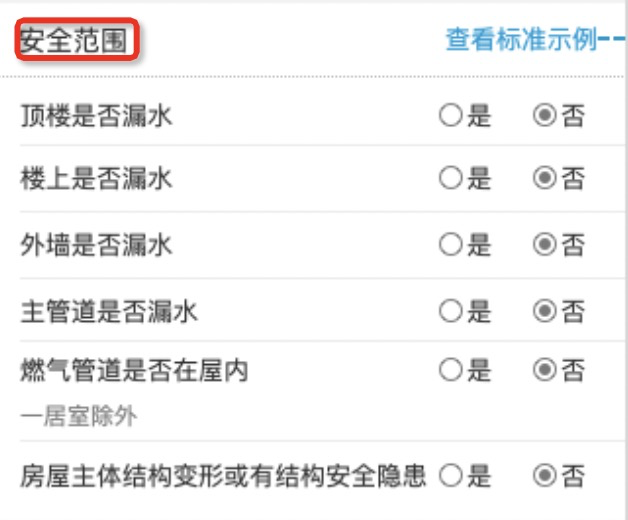 安全范围 查看标准示例--
顶楼是否漏水 是 否
楼上是否漏水 是 否
外墙是否漏水 是 否
主管道是否漏水 是 否
燃气管道是否在屋内 是 否
一居室除外
房屋主体结构变形或有结构安全隐患 是 否